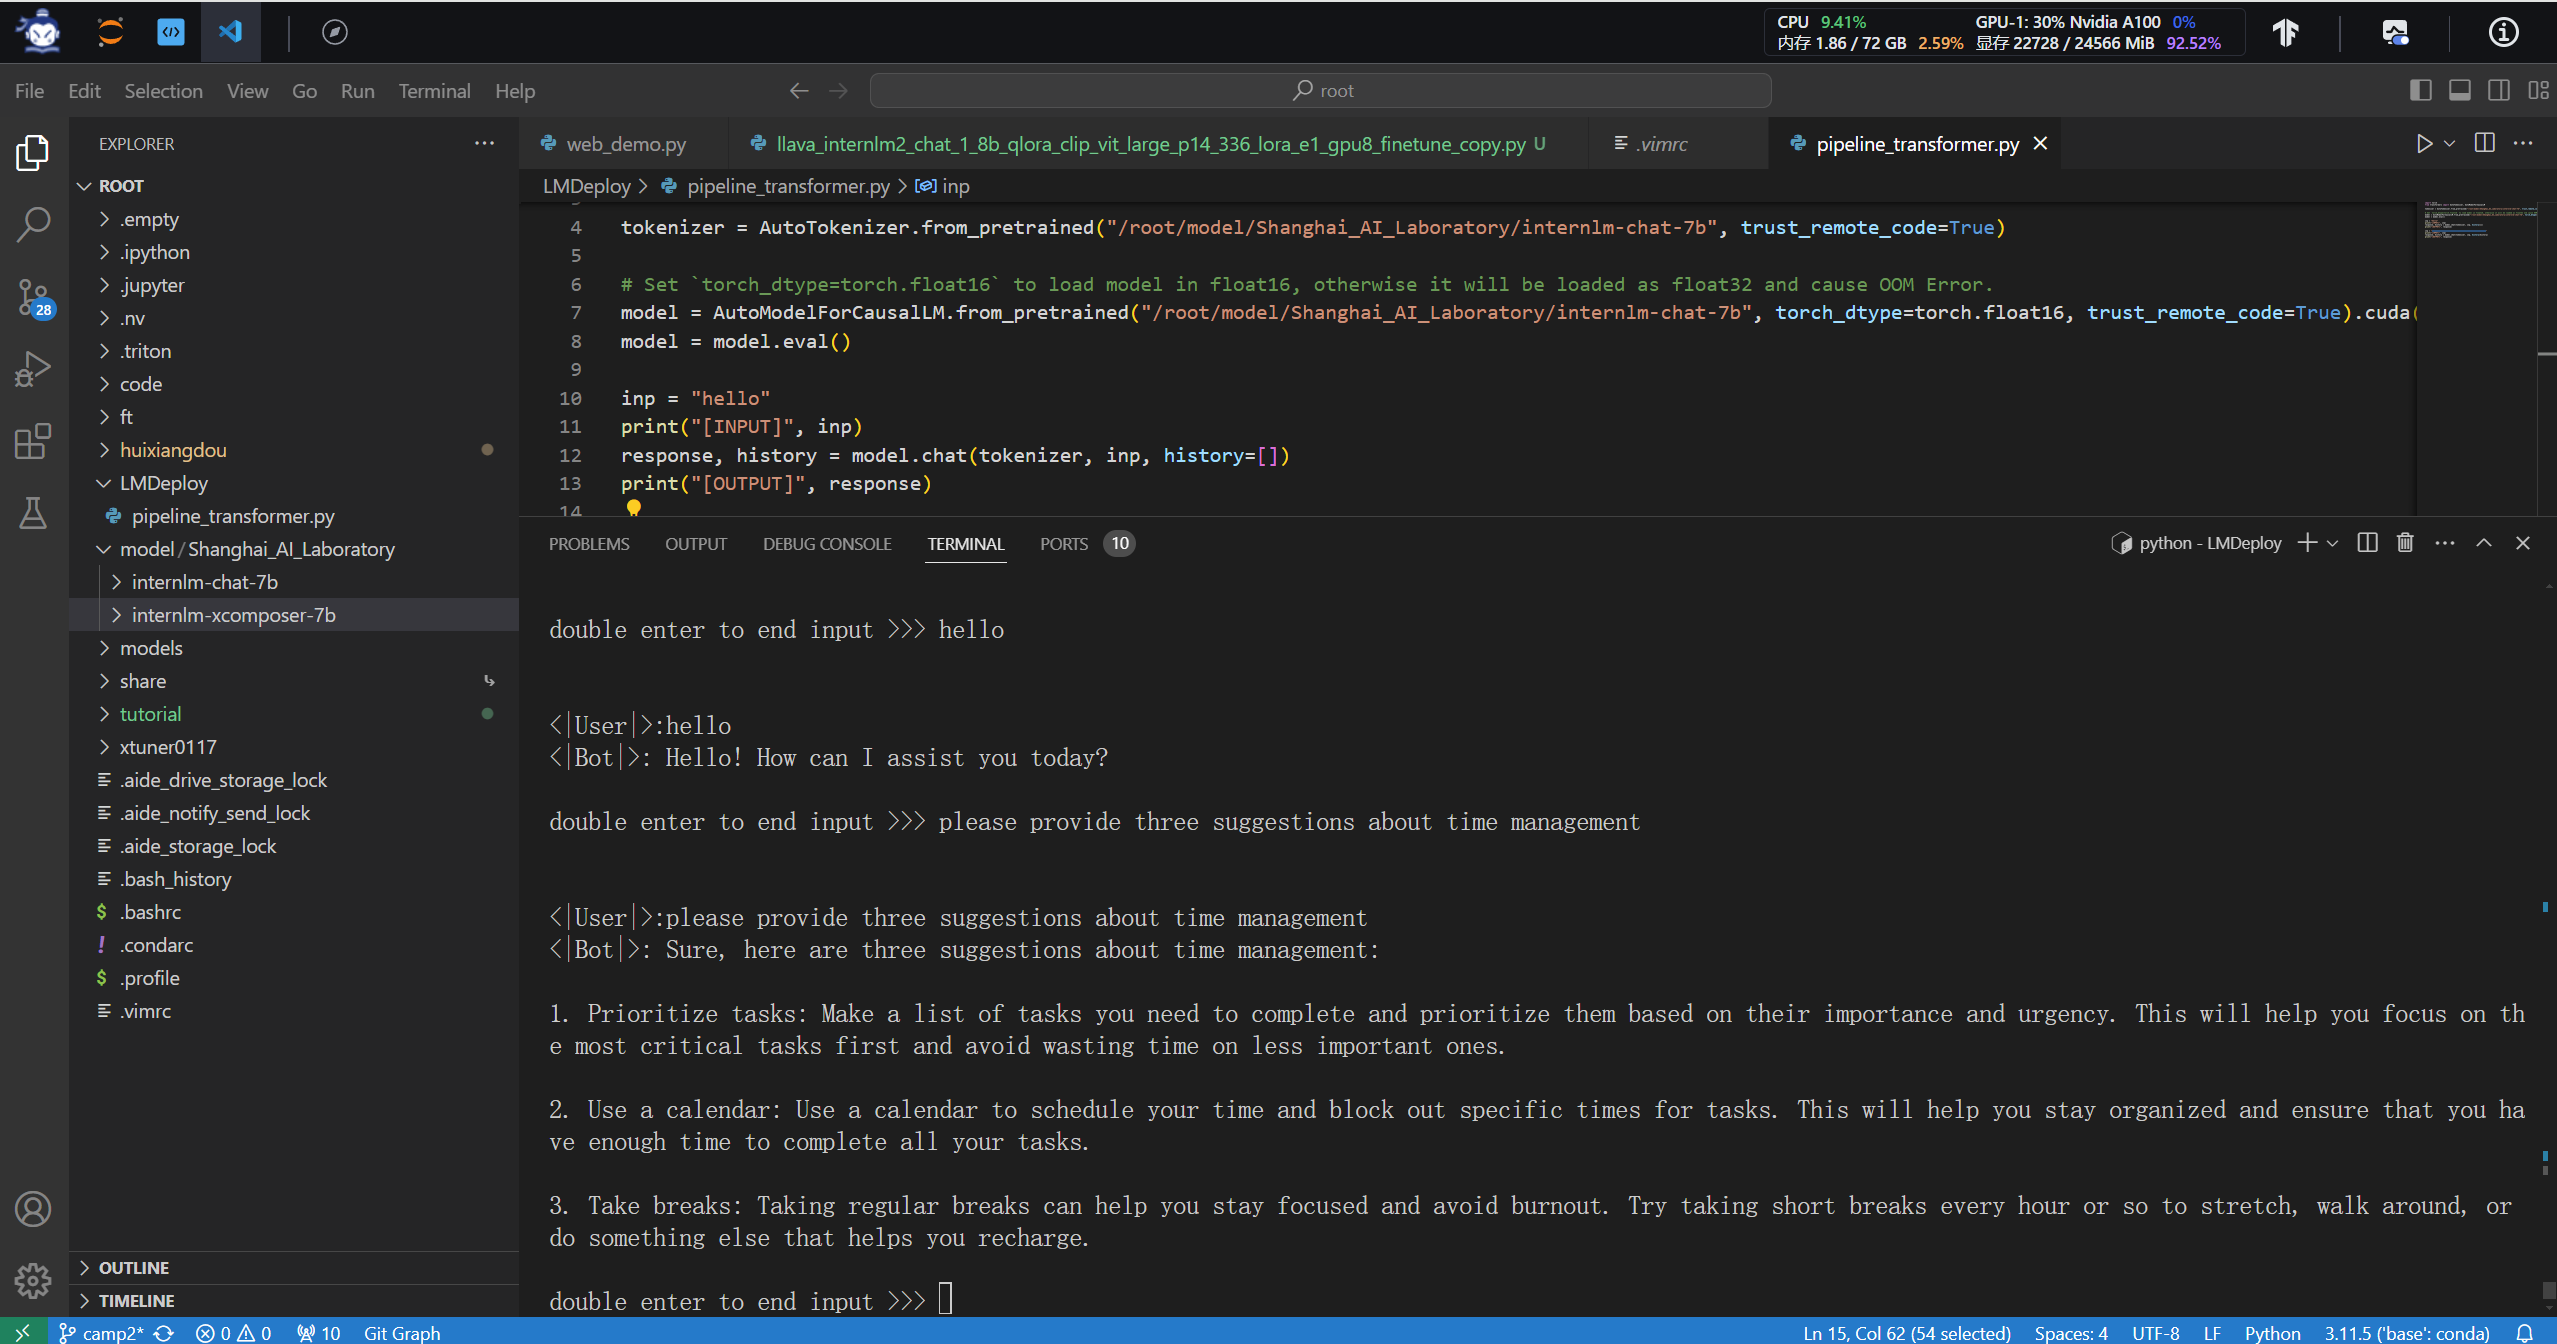 CPU 9.41% GPU-1: 30% Nvidia A100 0%
内存 1.86 / 72 GB 2.59% 显存 22728 / 24566 MiB 92.52%
File Edit Selection View Go Run Terminal Help
root
EXPLORER
web_demo.py
llava_internlm2_chat_1_8b_qlora_clip_vit_large_p14_336_lora_e1_gpu8_finetune_copy.py U
.vimrc
pipeline_transformer.py
LMDeploy > pipeline_transformer.py > inp
ROOT
.empty
.ipython
.jupyter
.nv
.triton
code
ft
huixiangdou
LMDeploy
pipeline_transformer.py
model / Shanghai_AI_Laboratory
internlm-chat-7b
internlm-xcomposer-7b
models
share
tutorial
xtuner0117
.aide_drive_storage_lock
.aide_notify_send_lock
.aide_storage_lock
.bash_history
.bashrc
.condarc
.profile
.vimrc
OUTLINE
TIMELINE
28
4 tokenizer = AutoTokenizer.from_pretrained("/root/model/Shanghai_AI_Laboratory/internlm-chat-7b", trust_remote_code=True)
5
6 # Set `torch_dtype=torch.float16` to load model in float16, otherwise it will be loaded as float32 and cause OOM Error.
7 model = AutoModelForCausalLM.from_pretrained("/root/model/Shanghai_AI_Laboratory/internlm-chat-7b", torch_dtype=torch.float16, trust_remote_code=True).cuda(
8 model = model.eval()
9
10 inp = "hello"
11 print("[INPUT]", inp)
12 response, history = model.chat(tokenizer, inp, history=[])
13 print("[OUTPUT]", response)
14
PROBLEMS OUTPUT DEBUG CONSOLE TERMINAL PORTS 10
python - LMDeploy
double enter to end input >>> hello
<|User|>:hello
<|Bot|>: Hello! How can I assist you today?
double enter to end input >>> please provide three suggestions about time management
<|User|>:please provide three suggestions about time management
<|Bot|>: Sure, here are three suggestions about time management:
1. Prioritize tasks: Make a list of tasks you need to complete and prioritize them based on their importance and urgency. This will help you focus on th
e most critical tasks first and avoid wasting time on less important ones.
2. Use a calendar: Use a calendar to schedule your time and block out specific times for tasks. This will help you stay organized and ensure that you ha
ve enough time to complete all your tasks.
3. Take breaks: Taking regular breaks can help you stay focused and avoid burnout. Try taking short breaks every hour or so to stretch, walk around, or
do something else that helps you recharge.
double enter to end input >>>
camp2* 0 0 10 Git Graph
Ln 15, Col 62 (54 selected) Spaces: 4 UTF-8 LF Python 3.11.5 ('base': conda)